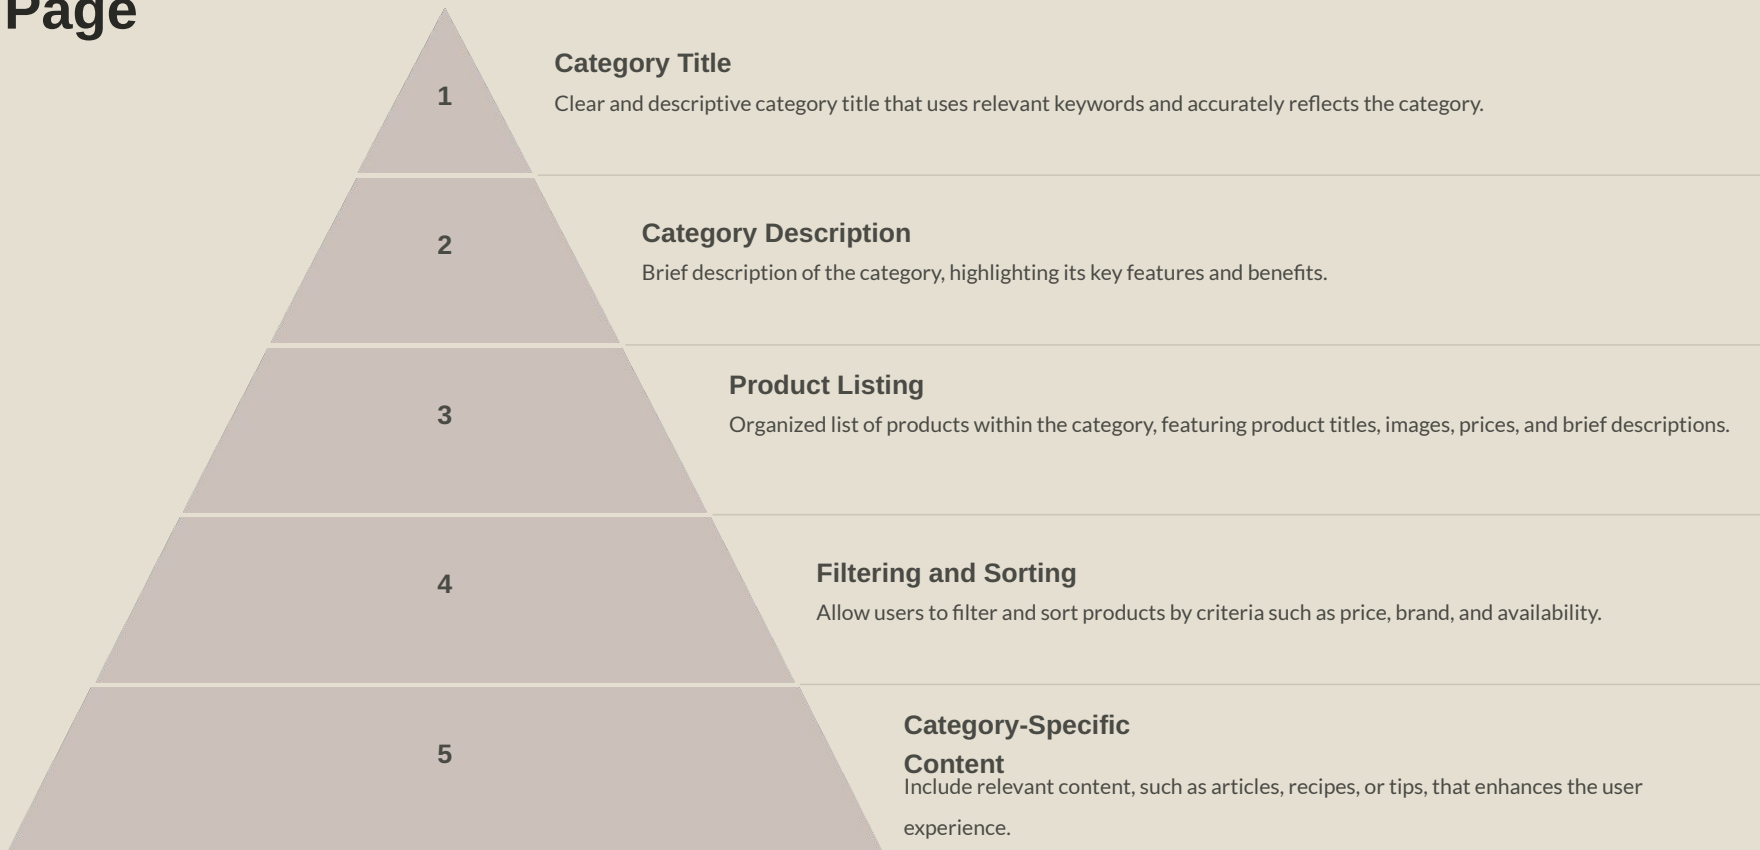 Page
1
Category Title
Clear and descriptive category title that uses relevant keywords and accurately reflects the category.
2
Category Description
Brief description of the category, highlighting its key features and benefits.
3
Product Listing
Organized list of products within the category, featuring product titles, images, prices, and brief descriptions.
4
Filtering and Sorting
Allow users to filter and sort products by criteria such as price, brand, and availability.
5
Category-Specific
Content
Include relevant content, such as articles, recipes, or tips, that enhances the user
experience.